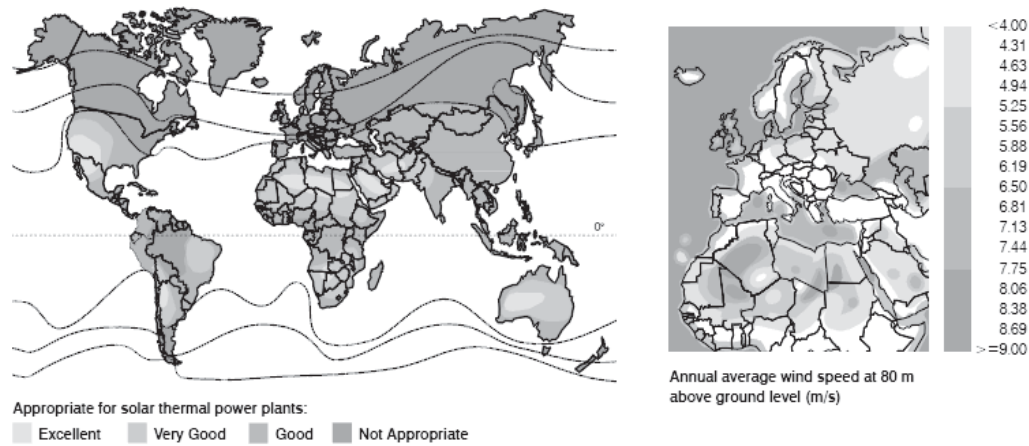 0°
Appropriate for solar thermal power plants:
Excellent
Very Good
Good
Not Appropriate
<4.00
4.31
4.63
4.94
5.25
5.56
5.88
6.19
6.50
6.81
7.13
7.44
7.75
8.06
8.38
8.69
>=9.00
Annual average wind speed at 80 m
above ground level (m/s)